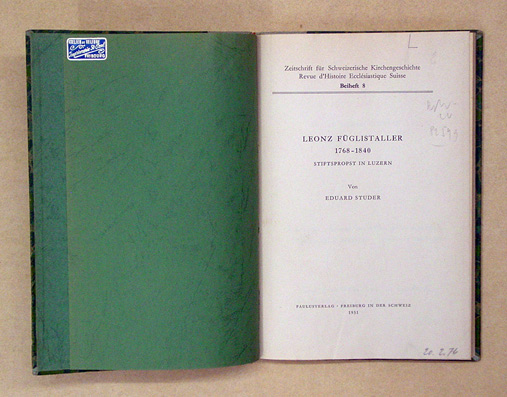 Zeitschrift für Schweizerische Kirchengeschichte
Revue d'Histoire Ecclésiastique Suisse
Beiheft 8
LEONZ FÜGLISTALLER
1768-1840
STIFTSPROPST IN LUZERN
Von
EDUARD STUDER
PAULUSVERLAG · FREIBURG IN DER SCHWEIZ
1951
20.2.76